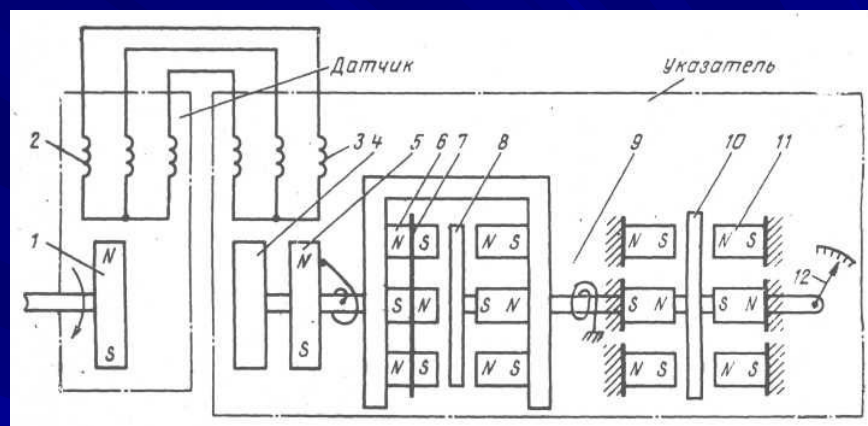 Датчик Указатель
2 3 4 5 6 7 8 9 10 11
N S N S N S N S
1 N N 12
S N S N S N S N
S S N S N S N S N S